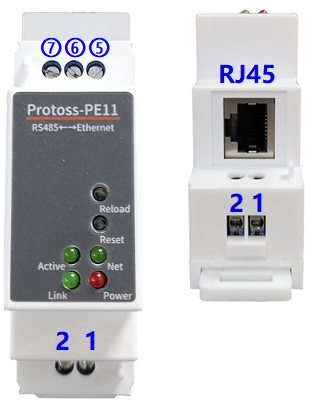 ⑦ ⑥ ⑤
Protoss-PE11
RS485←→Ethernet
Reload
Reset
Active Net
Link Power
2 1
RJ45
2 1